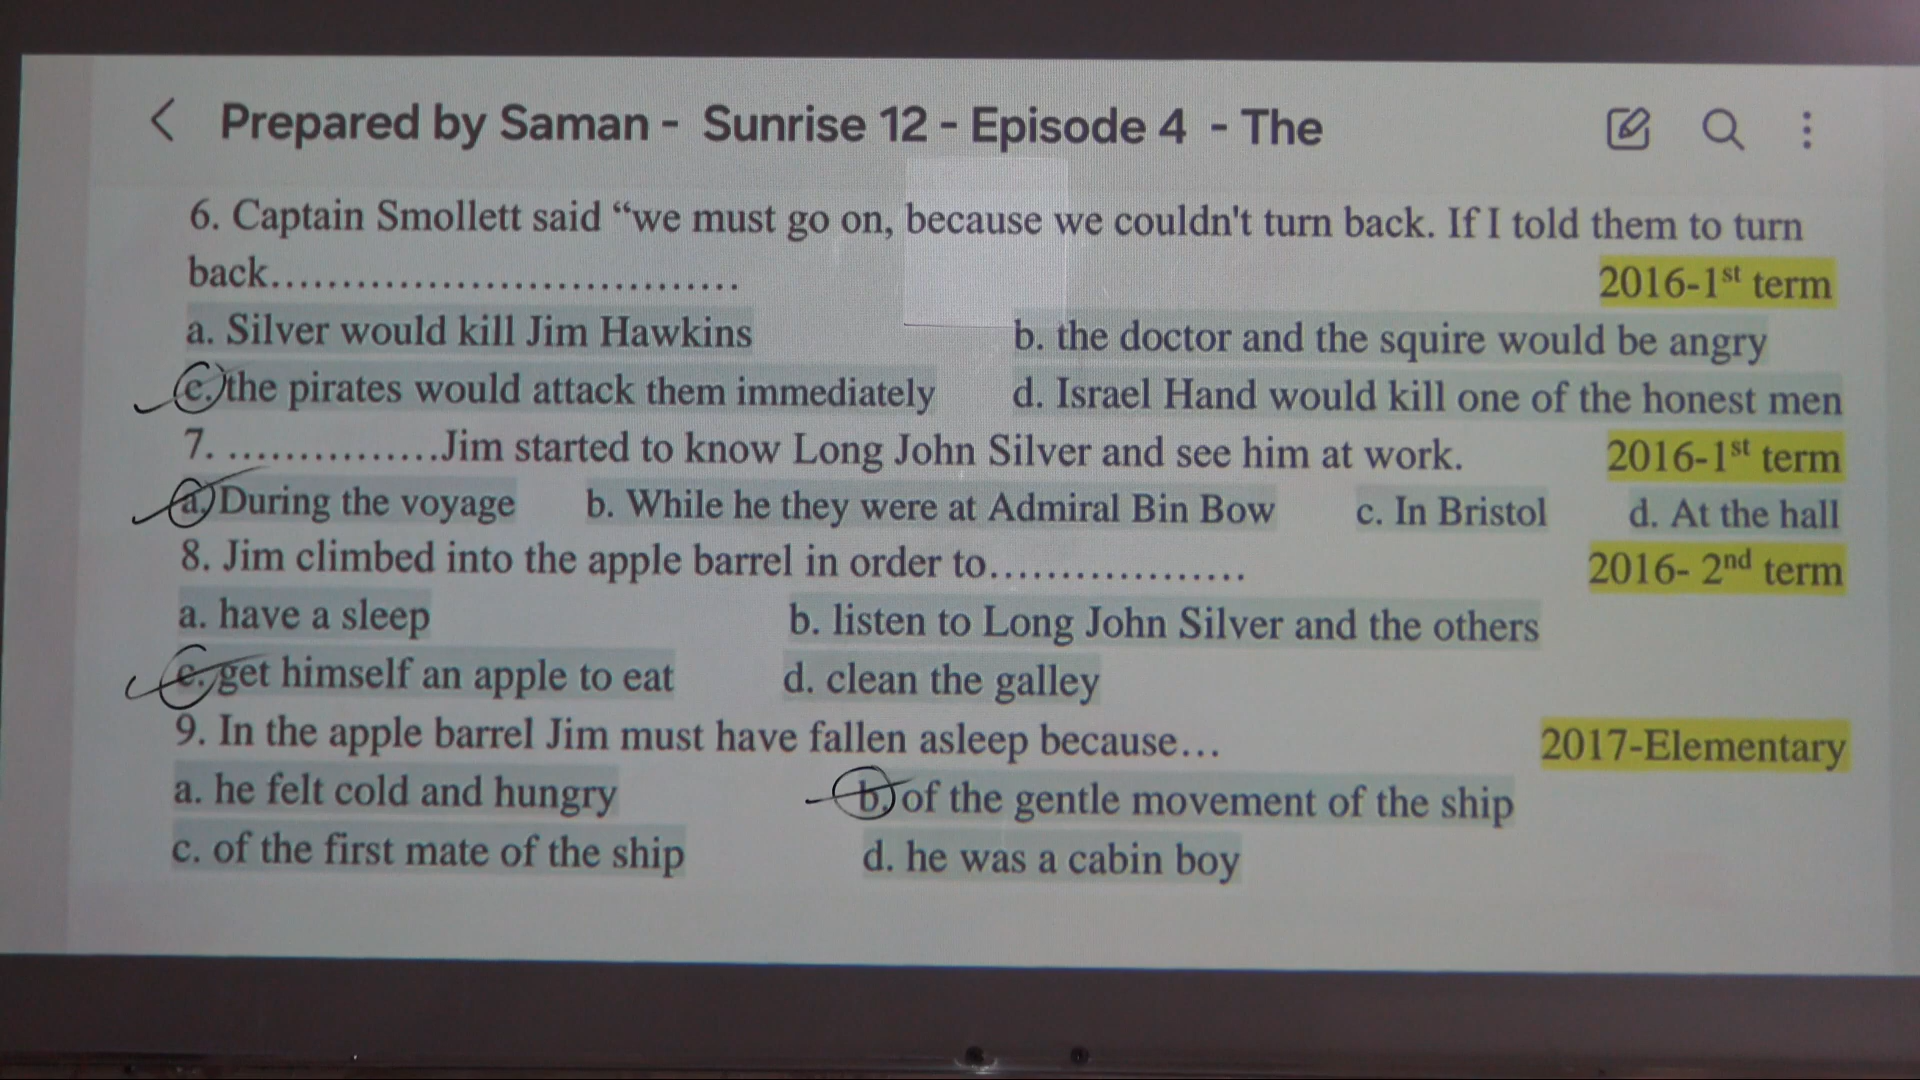 Prepared by Saman - Sunrise 12 - Episode 4 - The
6. Captain Smollett said “we must go on, because we couldn't turn back. If I told them to turn
back................................. 2016-1st term
a. Silver would kill Jim Hawkins b. the doctor and the squire would be angry
c. the pirates would attack them immediately d. Israel Hand would kill one of the honest men
7. ...............Jim started to know Long John Silver and see him at work. 2016-1st term
a. During the voyage b. While he they were at Admiral Bin Bow c. In Bristol d. At the hall
8. Jim climbed into the apple barrel in order to.................. 2016- 2nd term
a. have a sleep b. listen to Long John Silver and the others
c. get himself an apple to eat d. clean the galley
9. In the apple barrel Jim must have fallen asleep because... 2017-Elementary
a. he felt cold and hungry b. of the gentle movement of the ship
c. of the first mate of the ship d. he was a cabin boy